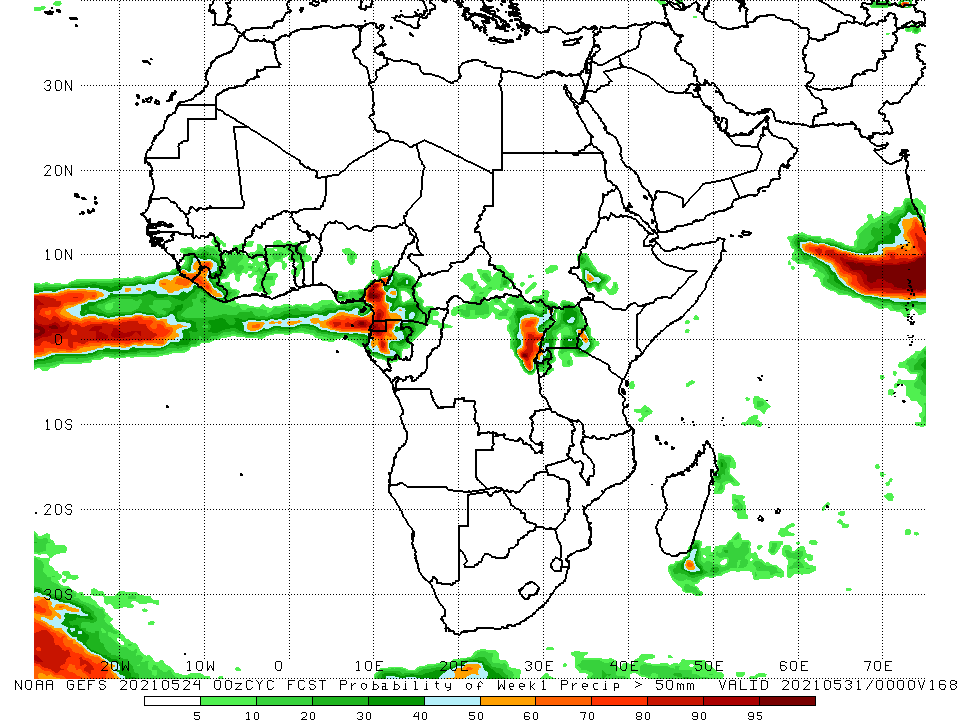 30N
20N
10N
0
10S
20S
30S
20W 10W 0 10E 20E 30E 40E 50E 60E 70E
NOAA GEFS 20210524 00zCYC FCST Probability of Week1 Precip > 50mm VALID 20210531/0000V168
5 10 20 30 40 50 60 70 80 90 95